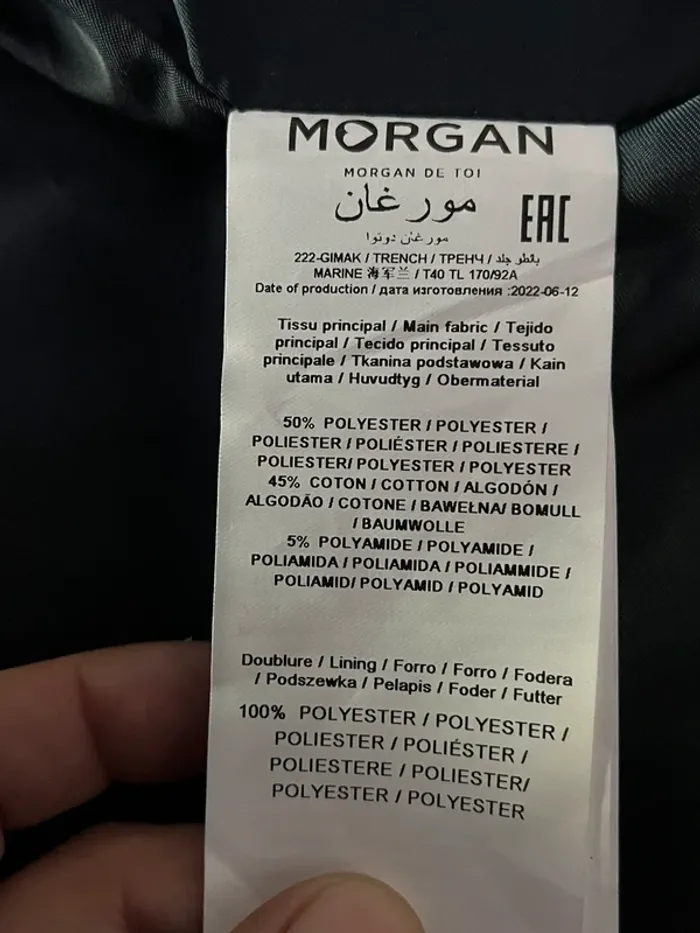 MORGAN
MORGAN DE TOI
مورغان
EAC
مورغان دوتوا
222-GIMAK / TRENCH / ТРЕНЧ / بالطو جلد
MARINE 海军兰 / T40 TL 170/92A
Date of production / дата изготовления :2022-06-12
Tissu principal / Main fabric / Tejido
principal / Tecido principal / Tessuto
principale / Tkanina podstawowa / Kain
utama / Huvudtyg / Obermaterial
50% POLYESTER / POLYESTER /
POLIESTER / POLIÉSTER / POLIESTERE /
POLIESTER/ POLYESTER / POLYESTER
45% COTON / COTTON / ALGODÓN /
ALGODÃO / COTONE / BAWEŁNA/ BOMULL
/ BAUMWOLLE
5% POLYAMIDE / POLYAMIDE /
POLIAMIDA / POLIAMIDA / POLIAMMIDE /
POLIAMID/ POLYAMID / POLYAMID
Doublure / Lining / Forro / Forro / Fodera
/ Podszewka / Pelapis / Foder / Futter
100% POLYESTER / POLYESTER /
POLIESTER / POLIÉSTER /
POLIESTERE / POLIESTER/
POLYESTER / POLYESTER